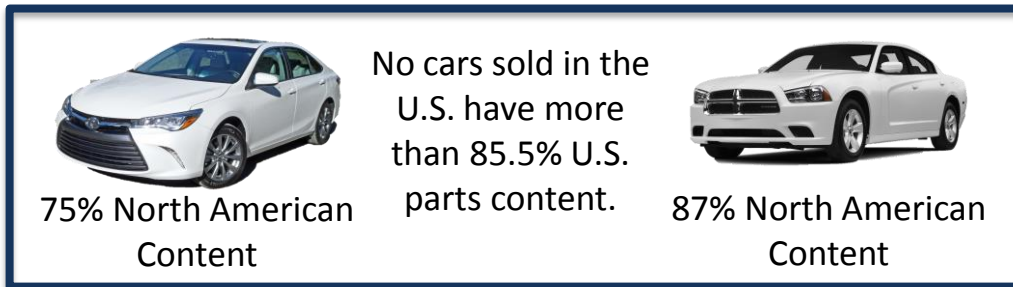 No cars sold in the
U.S. have more
than 85.5% U.S.
parts content.
75% North American
Content
87% North American
Content